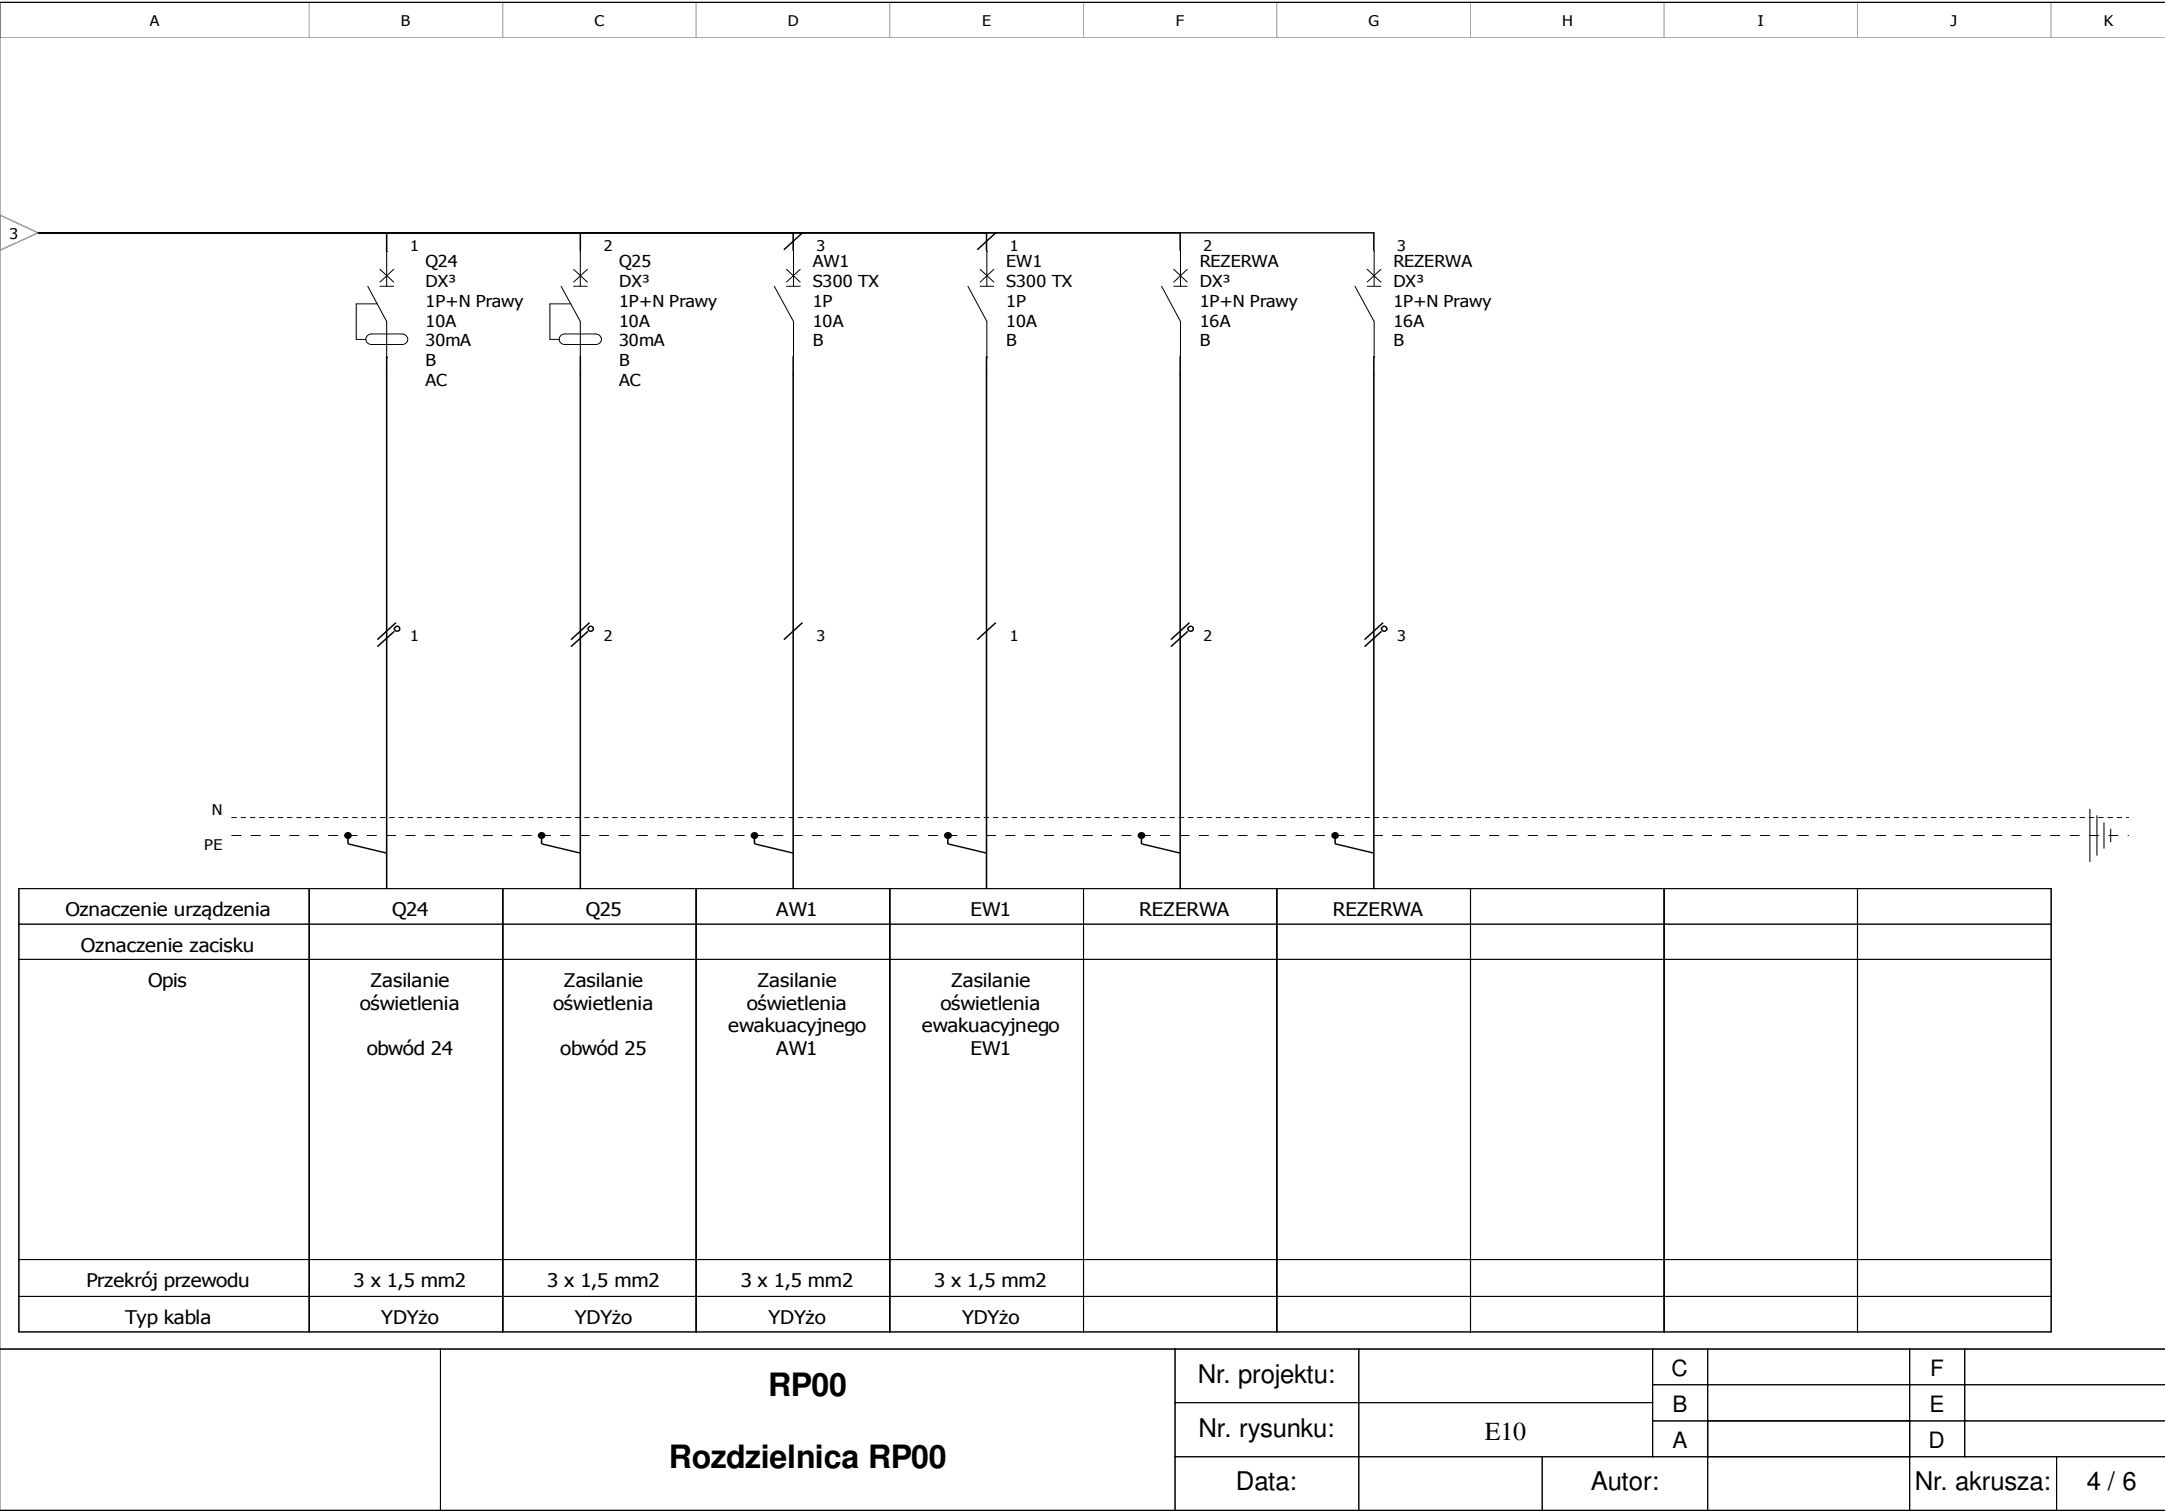 A B C D E F G H I J K
3
1 2 3 1 2 3
Q24
DX³
1P+N Prawy
10A
30mA
B
AC
Q25
DX³
1P+N Prawy
10A
30mA
B
AC
AW1
S300 TX
1P
10A
B
EW1
S300 TX
1P
10A
B
REZERWA
DX³
1P+N Prawy
16A
B
REZERWA
DX³
1P+N Prawy
16A
B
1 2 3 1 2 3
N
PE
Oznaczenie urządzenia Q24 Q25 AW1 EW1 REZERWA REZERWA
Oznaczenie zacisku
Opis
Zasilanie
oświetlenia
obwód 24
Zasilanie
oświetlenia
obwód 25
Zasilanie
oświetlenia
ewakuacyjnego
AW1
Zasilanie
oświetlenia
ewakuacyjnego
EW1
Przekrój przewodu 3 x 1,5 mm2 3 x 1,5 mm2 3 x 1,5 mm2 3 x 1,5 mm2
Typ kabla YDYżo YDYżo YDYżo YDYżo
RP00
Rozdzielnica RP00
Nr. projektu:
Nr. rysunku: E10
Data: Autor:
C F
B E
A D
Nr. akrusza: 4 / 6